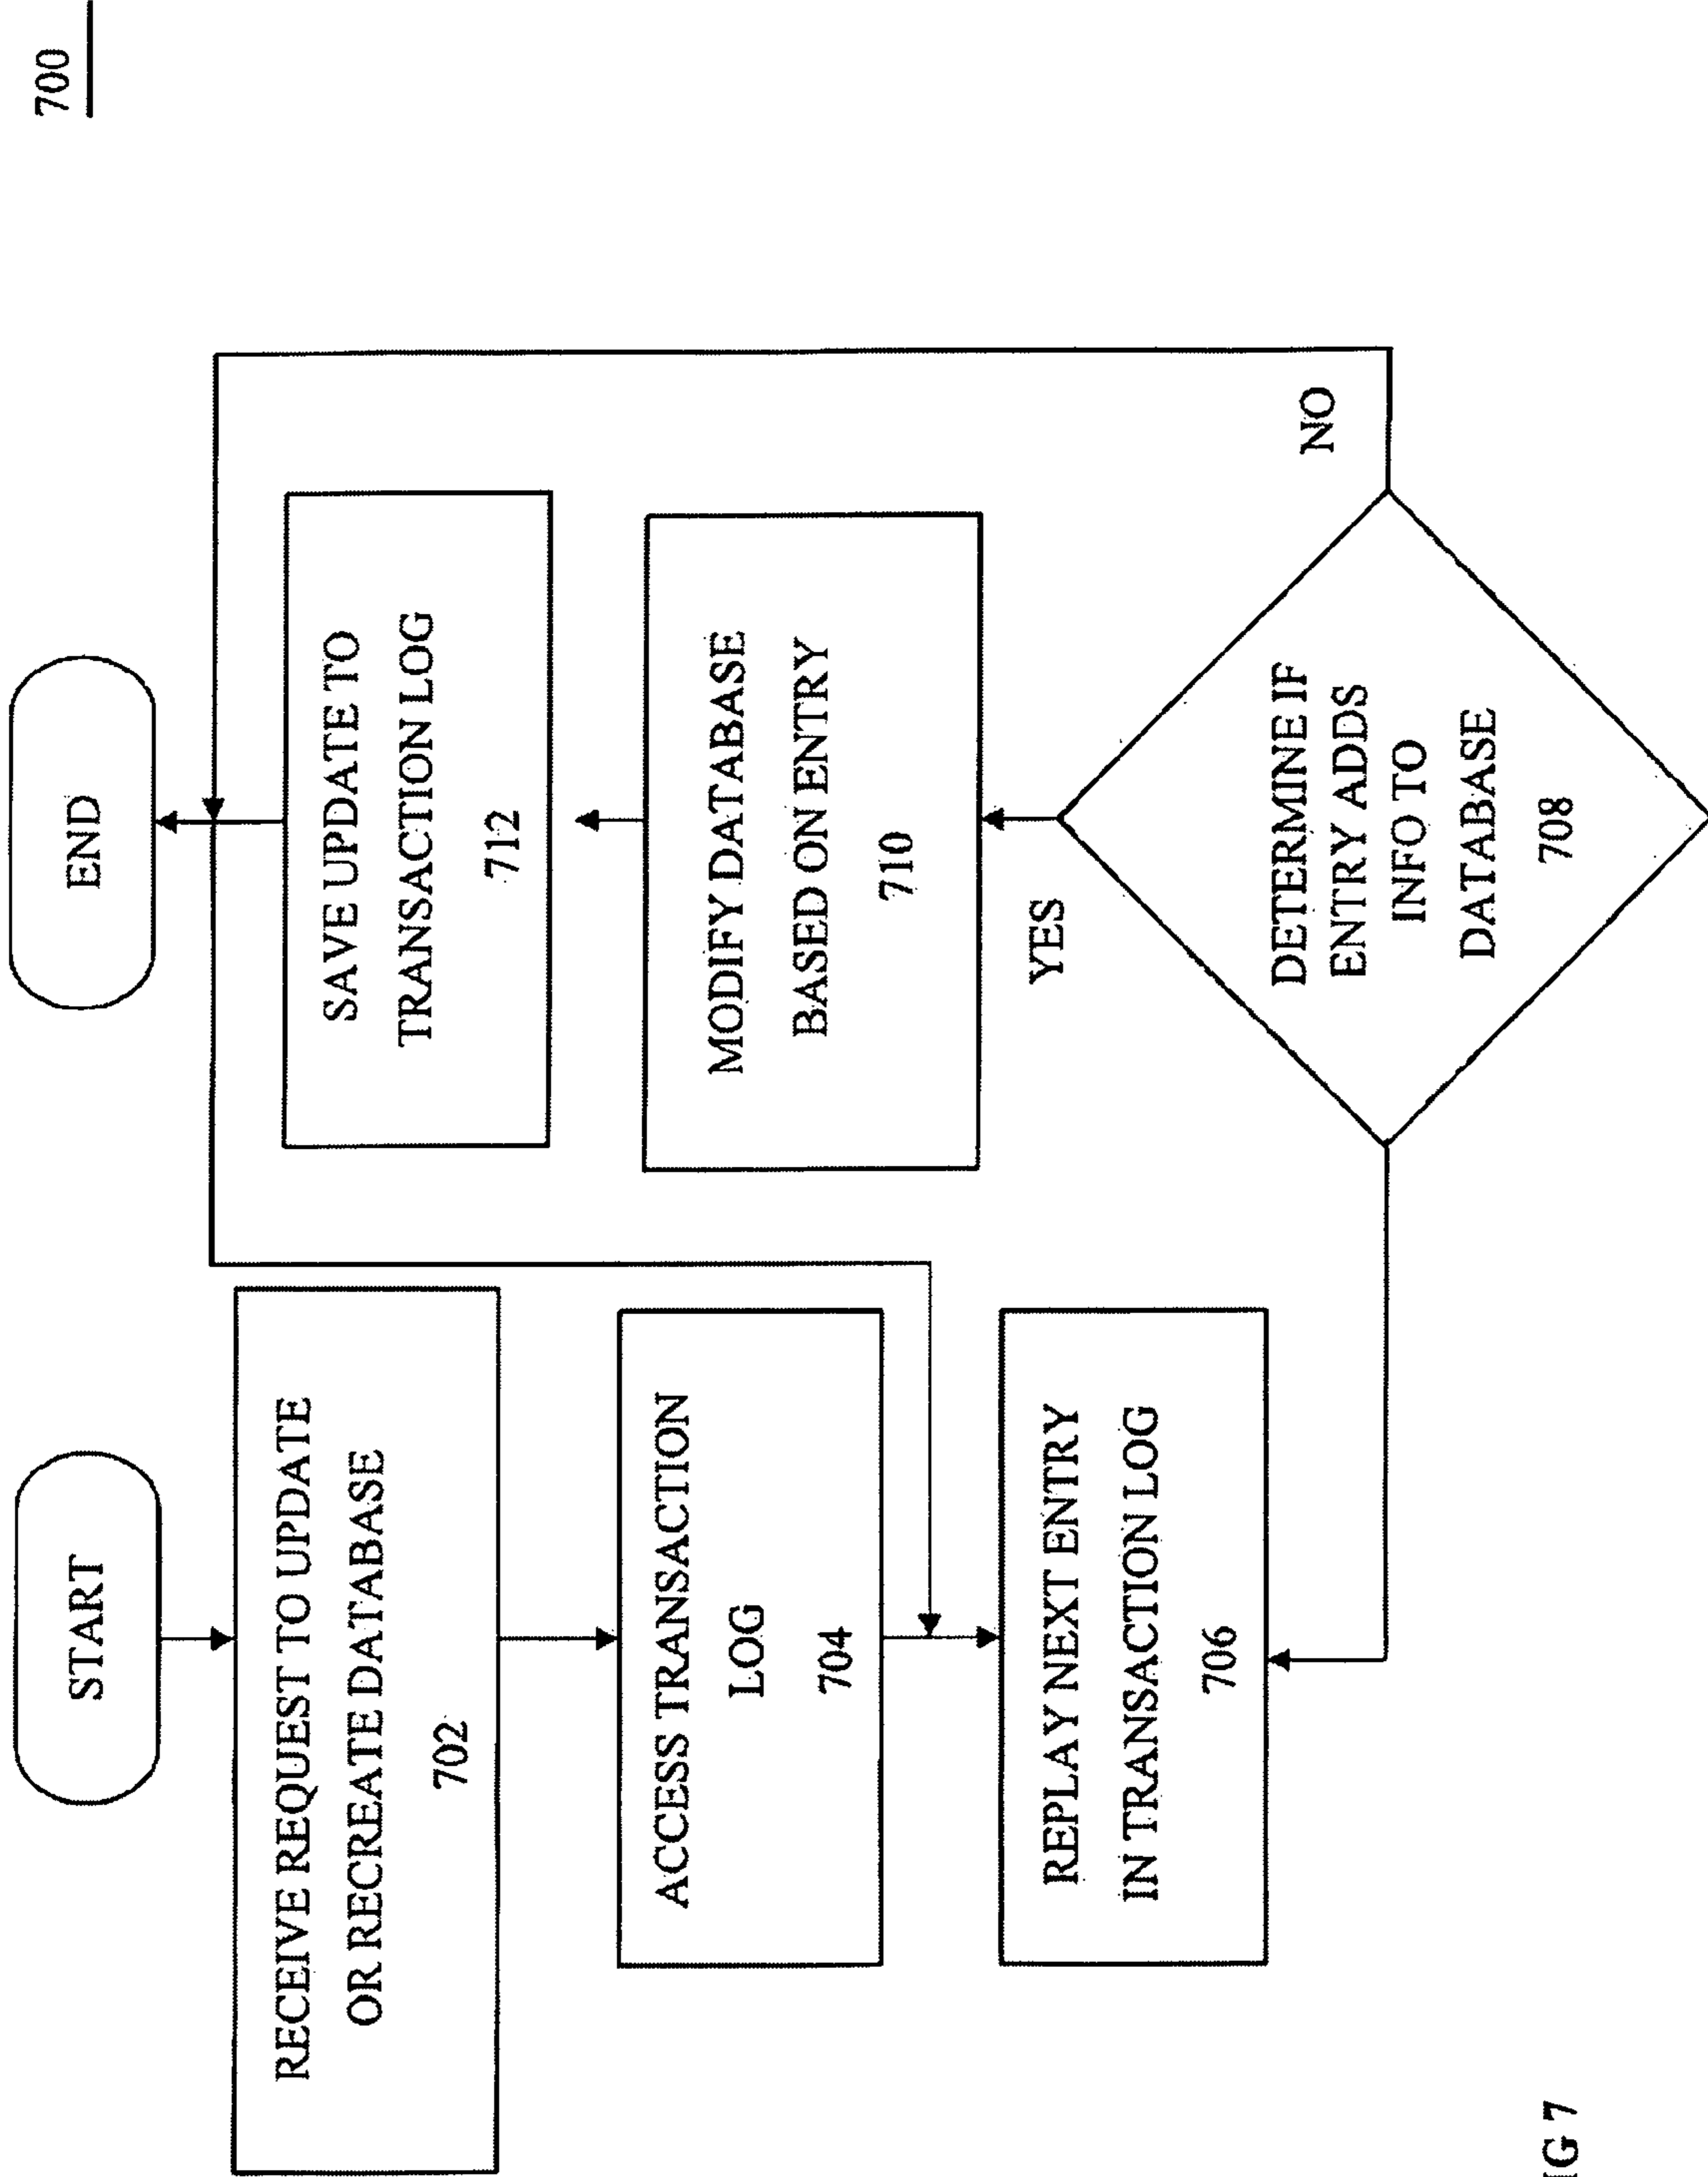 700
START
RECEIVE REQUEST TO UPDATE
OR RECREATE DATABASE
702
ACCESS TRANSACTION
LOG
704
REPLAY NEXT ENTRY
IN TRANSACTION LOG
706
END
SAVE UPDATE TO
TRANSACTION LOG
712
MODIFY DATABASE
BASED ON ENTRY
710
YES
NO
DETERMINE IF
ENTRY ADDS
INFO TO
DATABASE
708
IG 7